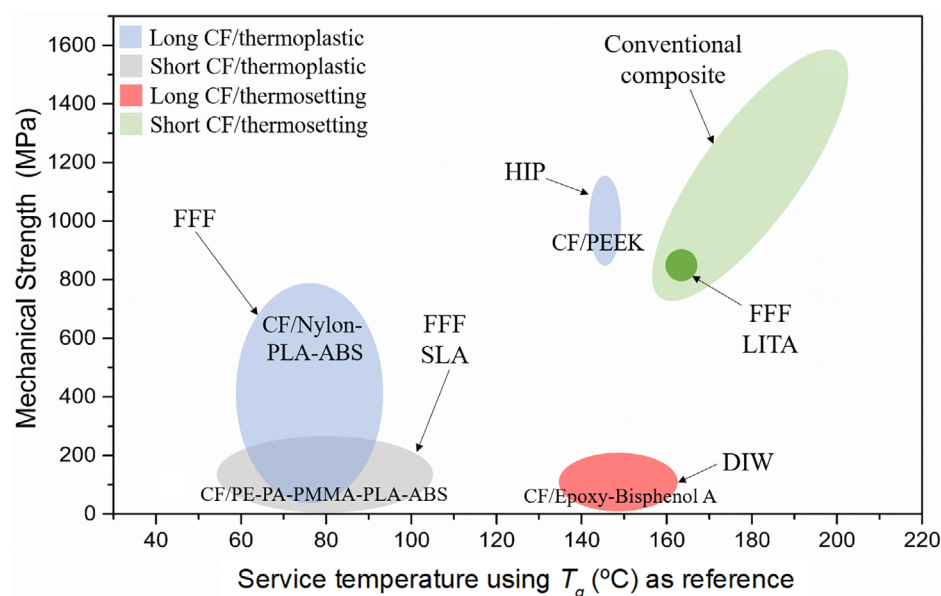 Long CF/thermoplastic
Short CF/thermoplastic
Long CF/thermosetting
Short CF/thermosetting
Conventional
composite
HIP
CF/PEEK
FFF
CF/Nylon-
PLA-ABS
FFF
SLA
FFF
LITA
CF/PE-PA-PMMA-PLA-ABS
CF/Epoxy-Bisphenol A
DIW
Mechanical Strength (MPa)
1600
1400
1200
1000
800
600
400
200
0
40 60 80 100 120 140 160 180 200 220
Service temperature using Tg (ºC) as reference